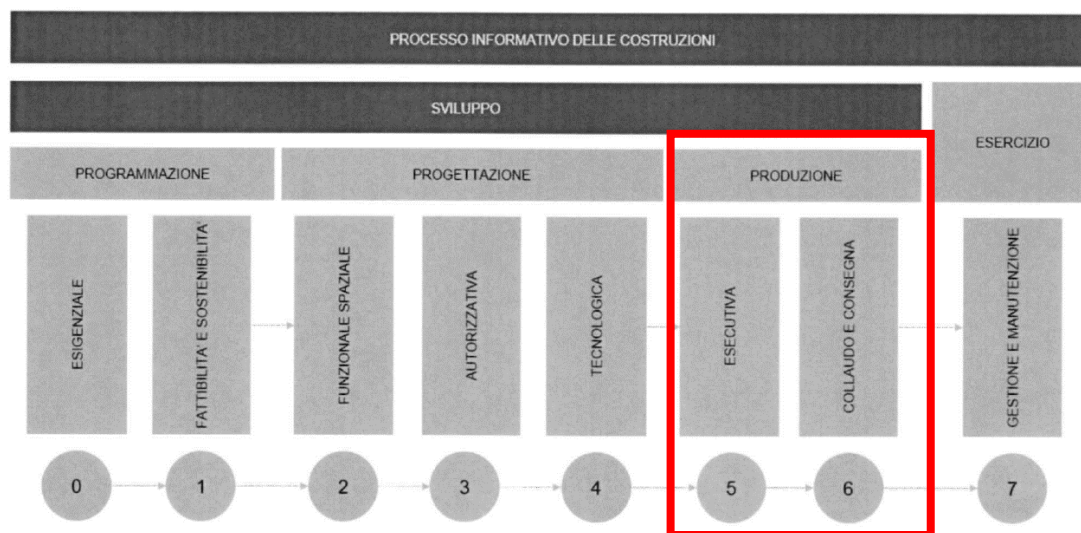 PROCESSO INFORMATIVO DELLE COSTRUZIONI
SVILUPPO
ESERCIZIO
PROGRAMMAZIONE
PROGETTAZIONE
PRODUZIONE
ESIGENZIALE
FATTIBILITA' E SOSTENIBILITA'
FUNZIONALE SPAZIALE
AUTORIZZATIVA
TECNOLOGICA
ESECUTIVA
COLLAUDO E CONSEGNA
GESTIONE E MANUTENZIONE
0
1
2
3
4
5
6
7